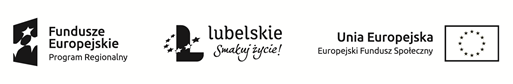 Fundusze
Europejskie
Program Regionalny
lubelskie
Smakuj życie!
Unia Europejska
Europejski Fundusz Społeczny